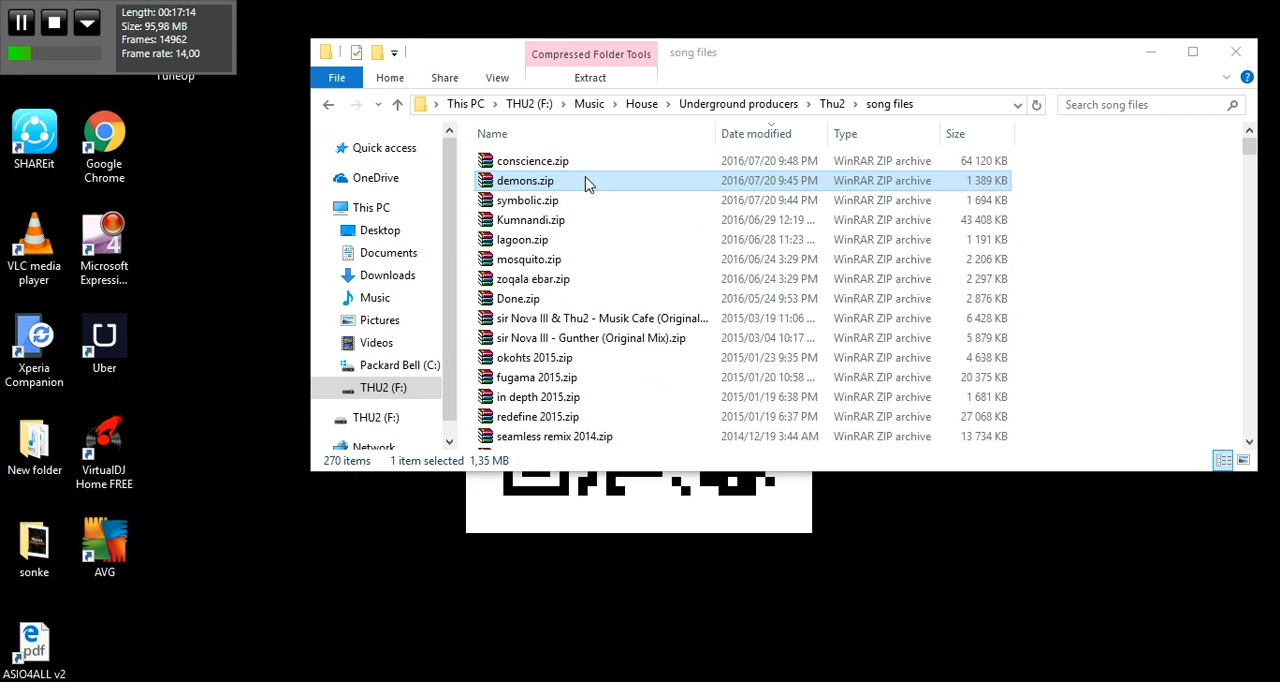 Length: 00:17:14
Size: 95,98 MB
Frames: 14962
Frame rate: 14,00
TuneUp
SHAREit
Google Chrome
VLC media player
Microsoft Expressi...
Xperia Companion
Uber
New folder
VirtualDJ Home FREE
sonke
AVG
ASIO4ALL v2
Compressed Folder Tools
song files
File
Home
Share
View
Extract
This PC > THU2 (F:) > Music > House > Underground producers > Thu2 > song files
Search song files
Quick access
OneDrive
This PC
Desktop
Documents
Downloads
Music
Pictures
Videos
Packard Bell (C:)
THU2 (F:)
THU2 (F:)
Network
Name Date modified Type Size
conscience.zip 2016/07/20 9:48 PM WinRAR ZIP archive 64 120 KB
demons.zip 2016/07/20 9:45 PM WinRAR ZIP archive 1 389 KB
symbolic.zip 2016/07/20 9:44 PM WinRAR ZIP archive 1 694 KB
Kumnandi.zip 2016/06/29 12:19 ... WinRAR ZIP archive 43 408 KB
lagoon.zip 2016/06/28 11:23 ... WinRAR ZIP archive 1 191 KB
mosquito.zip 2016/06/24 3:29 PM WinRAR ZIP archive 2 206 KB
zoqala ebar.zip 2016/06/24 3:29 PM WinRAR ZIP archive 2 297 KB
Done.zip 2016/05/24 9:53 PM WinRAR ZIP archive 2 876 KB
sir Nova III & Thu2 - Musik Cafe (Original... 2015/03/19 11:06 ... WinRAR ZIP archive 6 428 KB
sir Nova III - Gunther (Original Mix).zip 2015/03/04 10:17 ... WinRAR ZIP archive 5 879 KB
okohts 2015.zip 2015/01/23 9:35 PM WinRAR ZIP archive 4 638 KB
fugama 2015.zip 2015/01/20 10:58 ... WinRAR ZIP archive 20 375 KB
in depth 2015.zip 2015/01/19 6:38 PM WinRAR ZIP archive 1 681 KB
redefine 2015.zip 2015/01/19 6:37 PM WinRAR ZIP archive 27 068 KB
seamless remix 2014.zip 2014/12/19 3:44 AM WinRAR ZIP archive 13 734 KB
270 items 1 item selected 1,35 MB